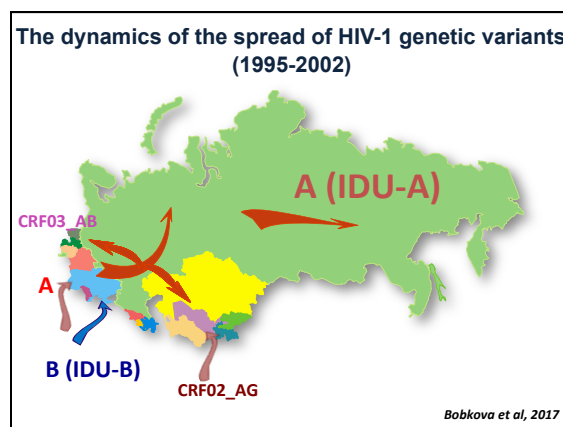 The dynamics of the spread of HIV-1 genetic variants
(1995-2002)
A (IDU-A)
CRF03_AB
A
B (IDU-B)
CRF02_AG
Bobkova et al, 2017